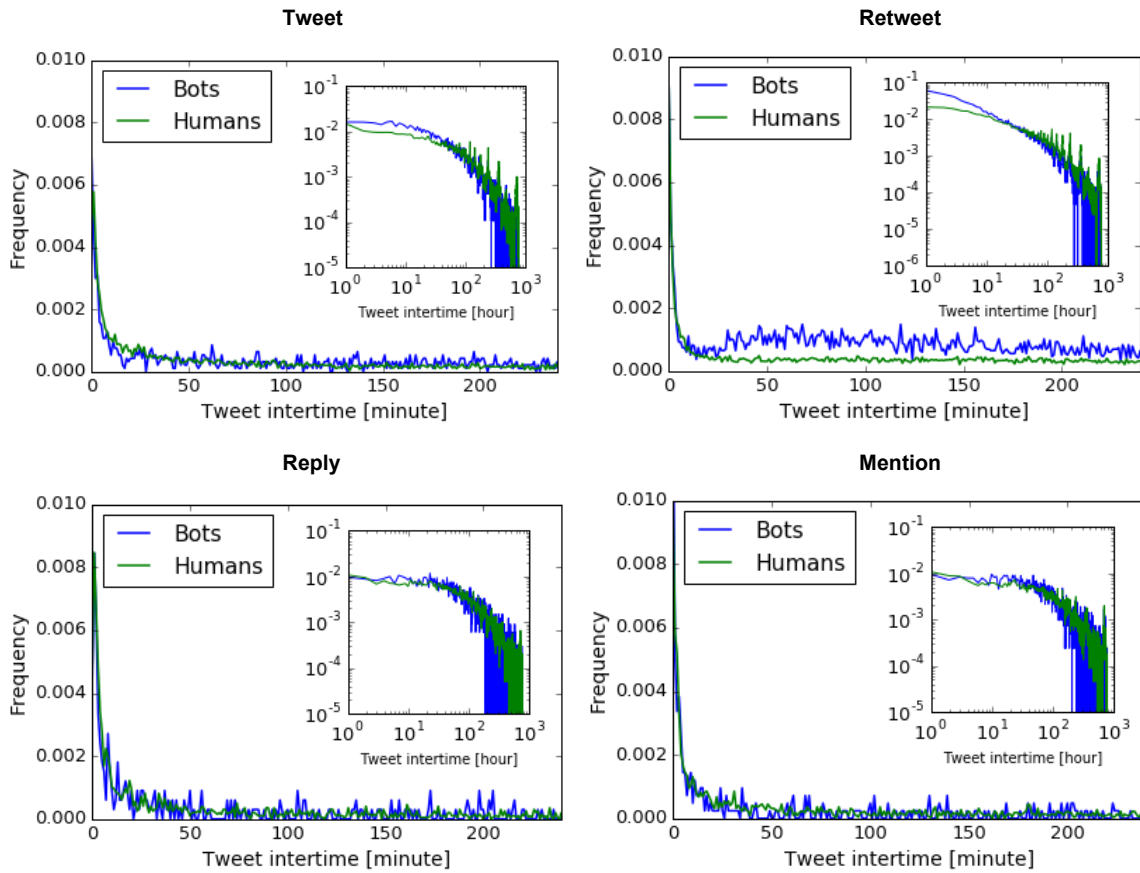 Tweet
0.010
0.008
0.006
0.004
0.002
0.000
Frequency
Bots
Humans
10^-1
10^-2
10^-3
10^-4
10^-5
10^0 10^1 10^2 10^3
Tweet intertime [hour]
0 50 100 150 200
Tweet intertime [minute]
Retweet
0.010
0.008
0.006
0.004
0.002
0.000
Frequency
Bots
Humans
10^-1
10^-2
10^-3
10^-4
10^-5
10^-6
10^0 10^1 10^2 10^3
Tweet intertime [hour]
0 50 100 150 200
Tweet intertime [minute]
Reply
0.010
0.008
0.006
0.004
0.002
0.000
Frequency
Bots
Humans
10^-1
10^-2
10^-3
10^-4
10^-5
10^0 10^1 10^2 10^3
Tweet intertime [hour]
0 50 100 150 200
Tweet intertime [minute]
Mention
0.010
0.008
0.006
0.004
0.002
0.000
Frequency
Bots
Humans
10^-1
10^-2
10^-3
10^-4
10^-5
10^0 10^1 10^2 10^3
Tweet intertime [hour]
0 50 100 150 200
Tweet intertime [minute]